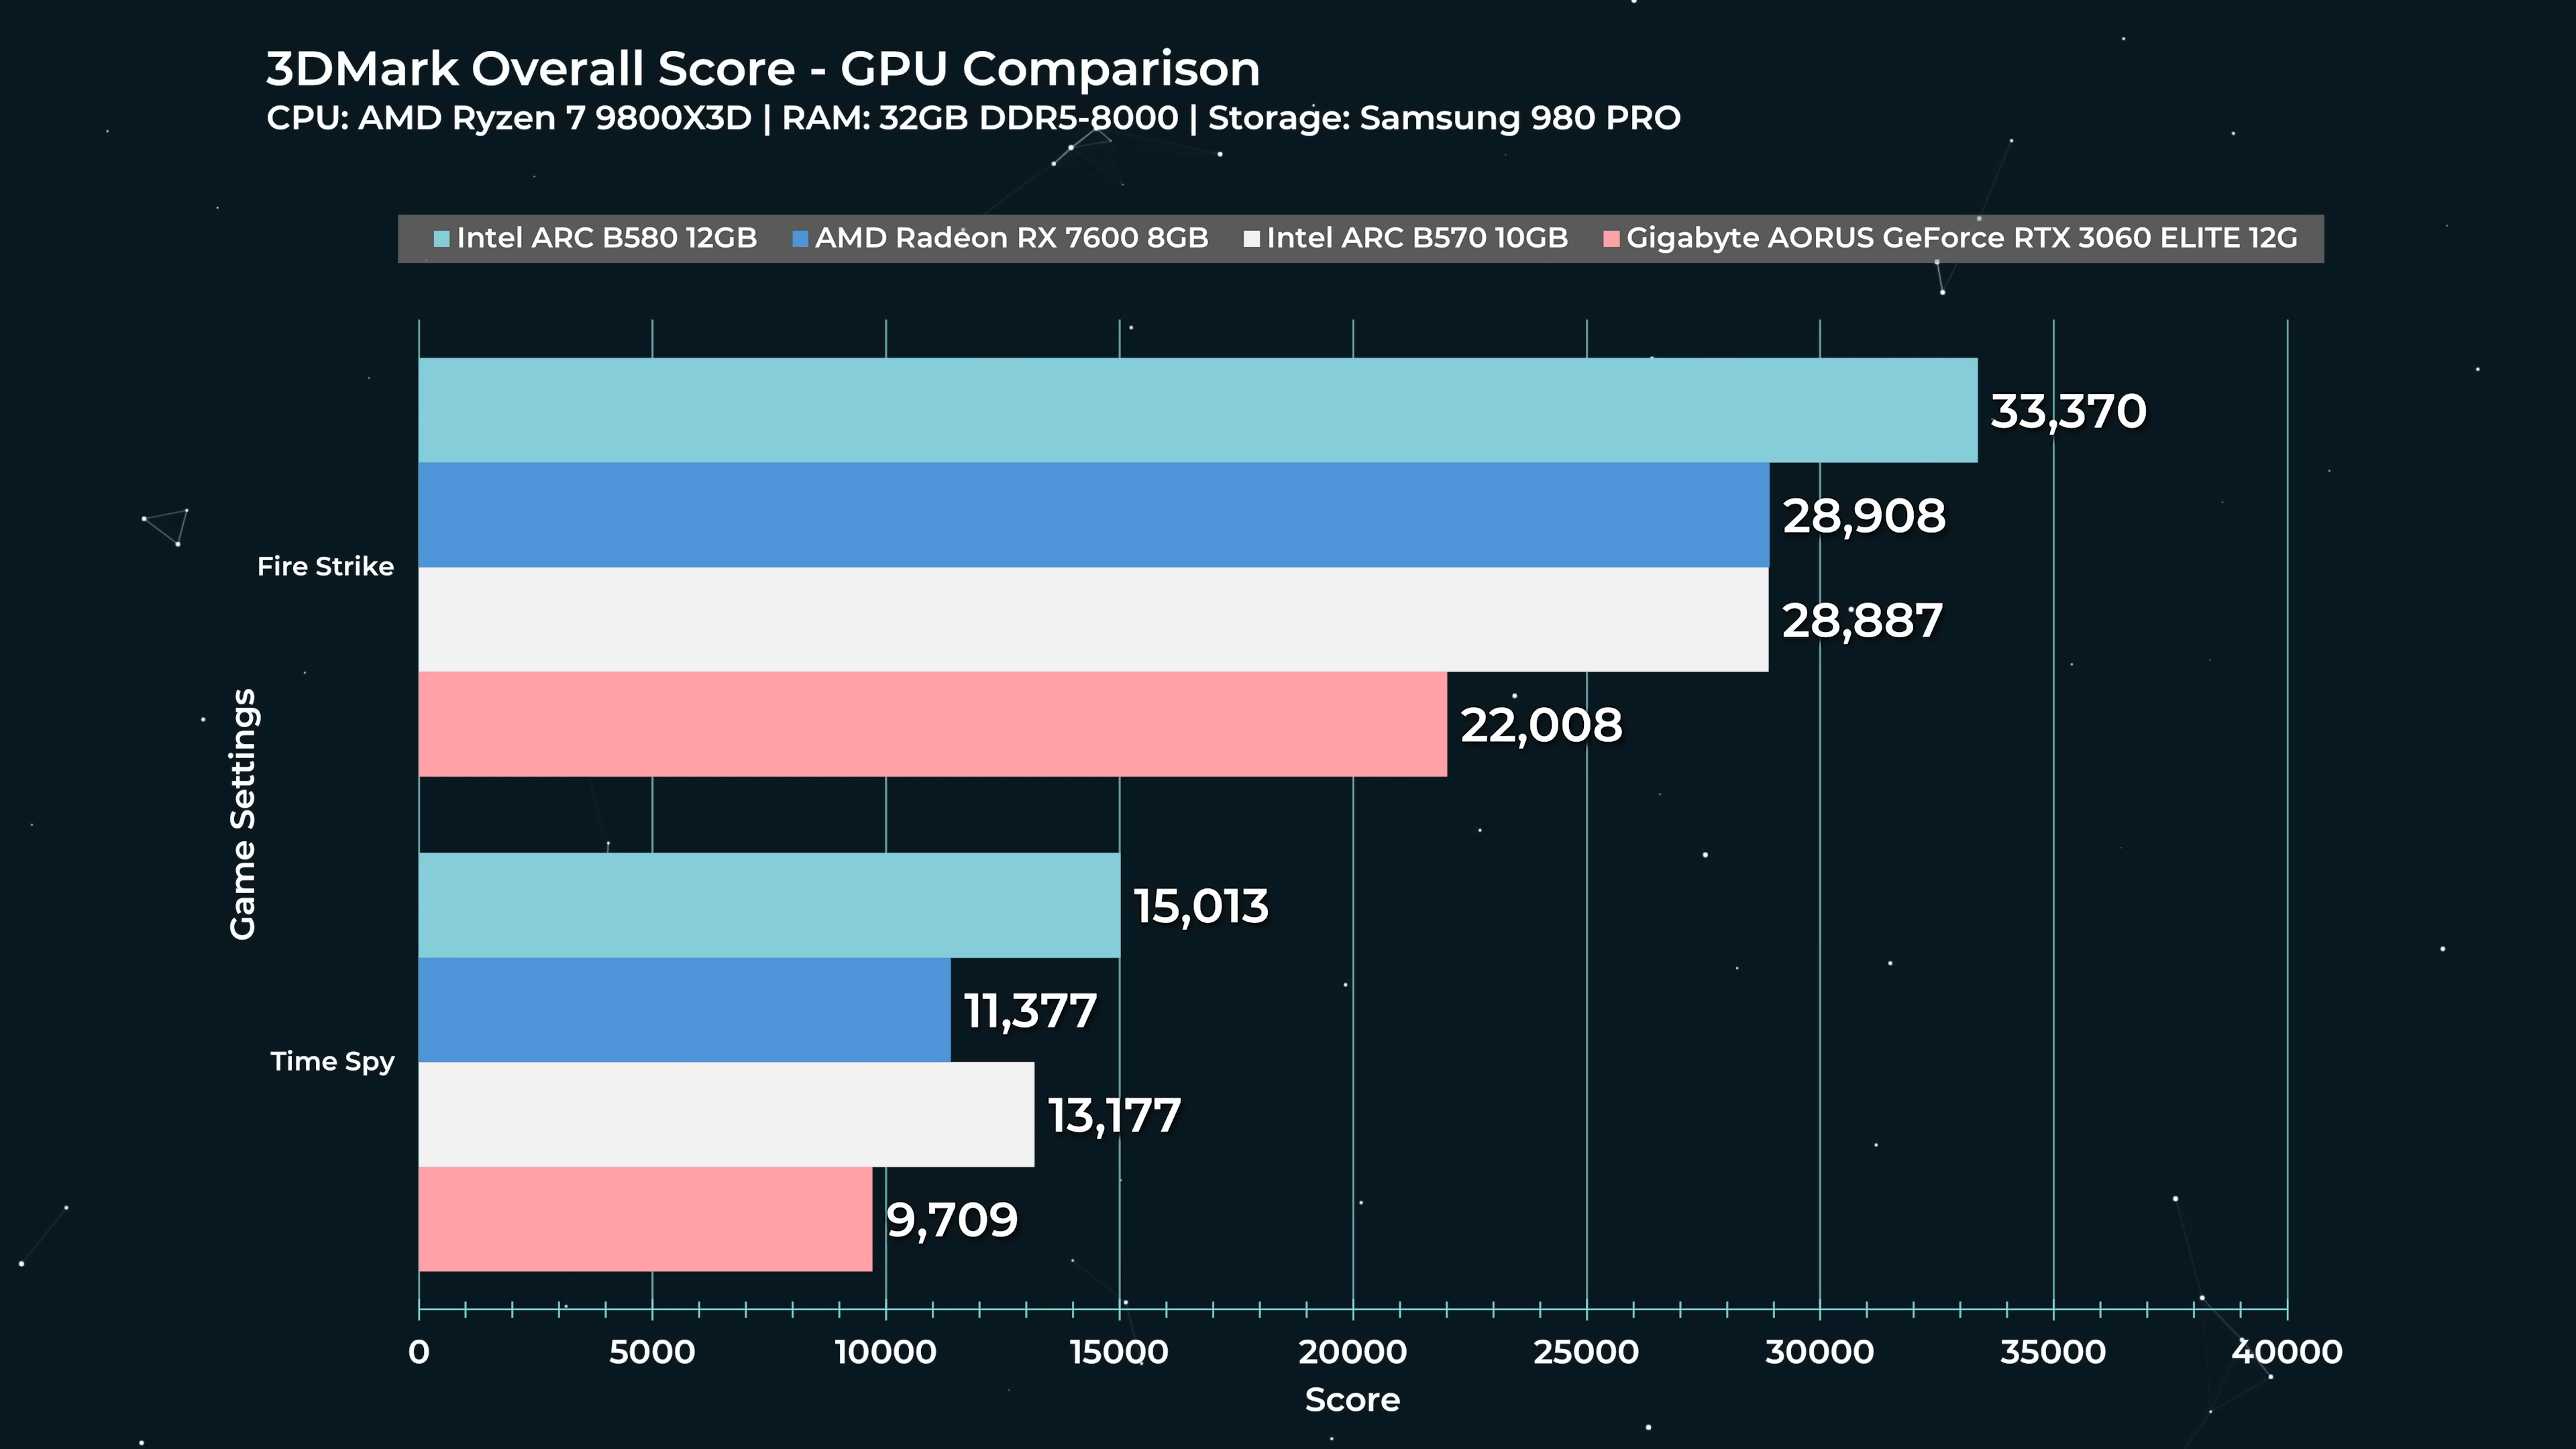 3DMark Overall Score - GPU Comparison
CPU: AMD Ryzen 7 9800X3D | RAM: 32GB DDR5-8000 | Storage: Samsung 980 PRO
Intel ARC B580 12GB AMD Radeon RX 7600 8GB Intel ARC B570 10GB Gigabyte AORUS GeForce RTX 3060 ELITE 12G
Game Settings
Fire Strike
33,370
28,908
28,887
22,008
Time Spy
15,013
11,377
13,177
9,709
0 5000 10000 15000 20000 25000 30000 35000 40000
Score